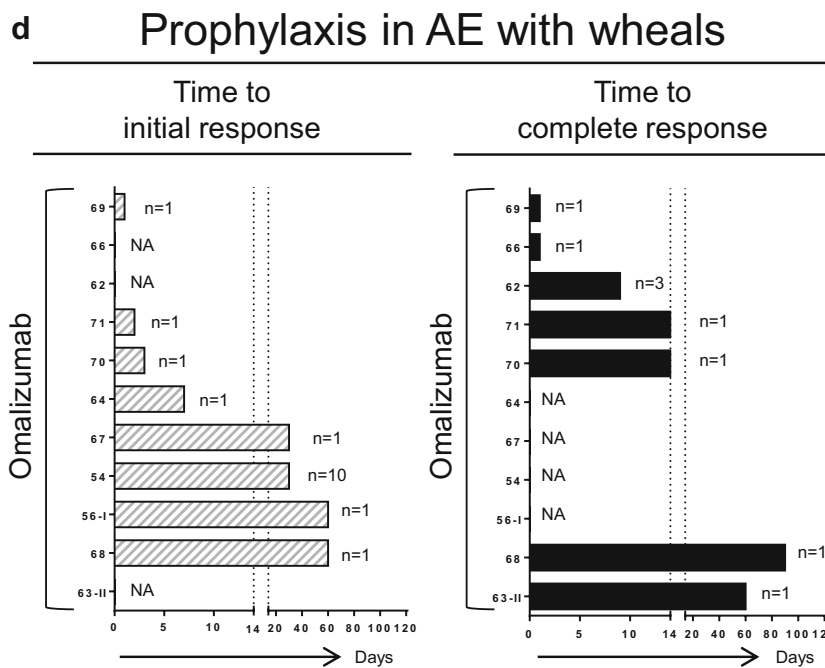 d Prophylaxis in AE with wheals
Time to
initial response
Time to
complete response
Omalizumab
69 n=1
66 NA
62 NA
71 n=1
70 n=1
64 n=1
67 n=1
54 n=10
56-I n=1
68 n=1
63-II NA
0 10 14 20 40 60 80 100 120
Days
Omalizumab
69 n=1
66 n=1
62 n=3
71 n=1
70 n=1
64 NA
67 NA
54 NA
56-I NA
68 n=1
63-II n=1
0 5 10 14 20 40 60 80 100 120
Days